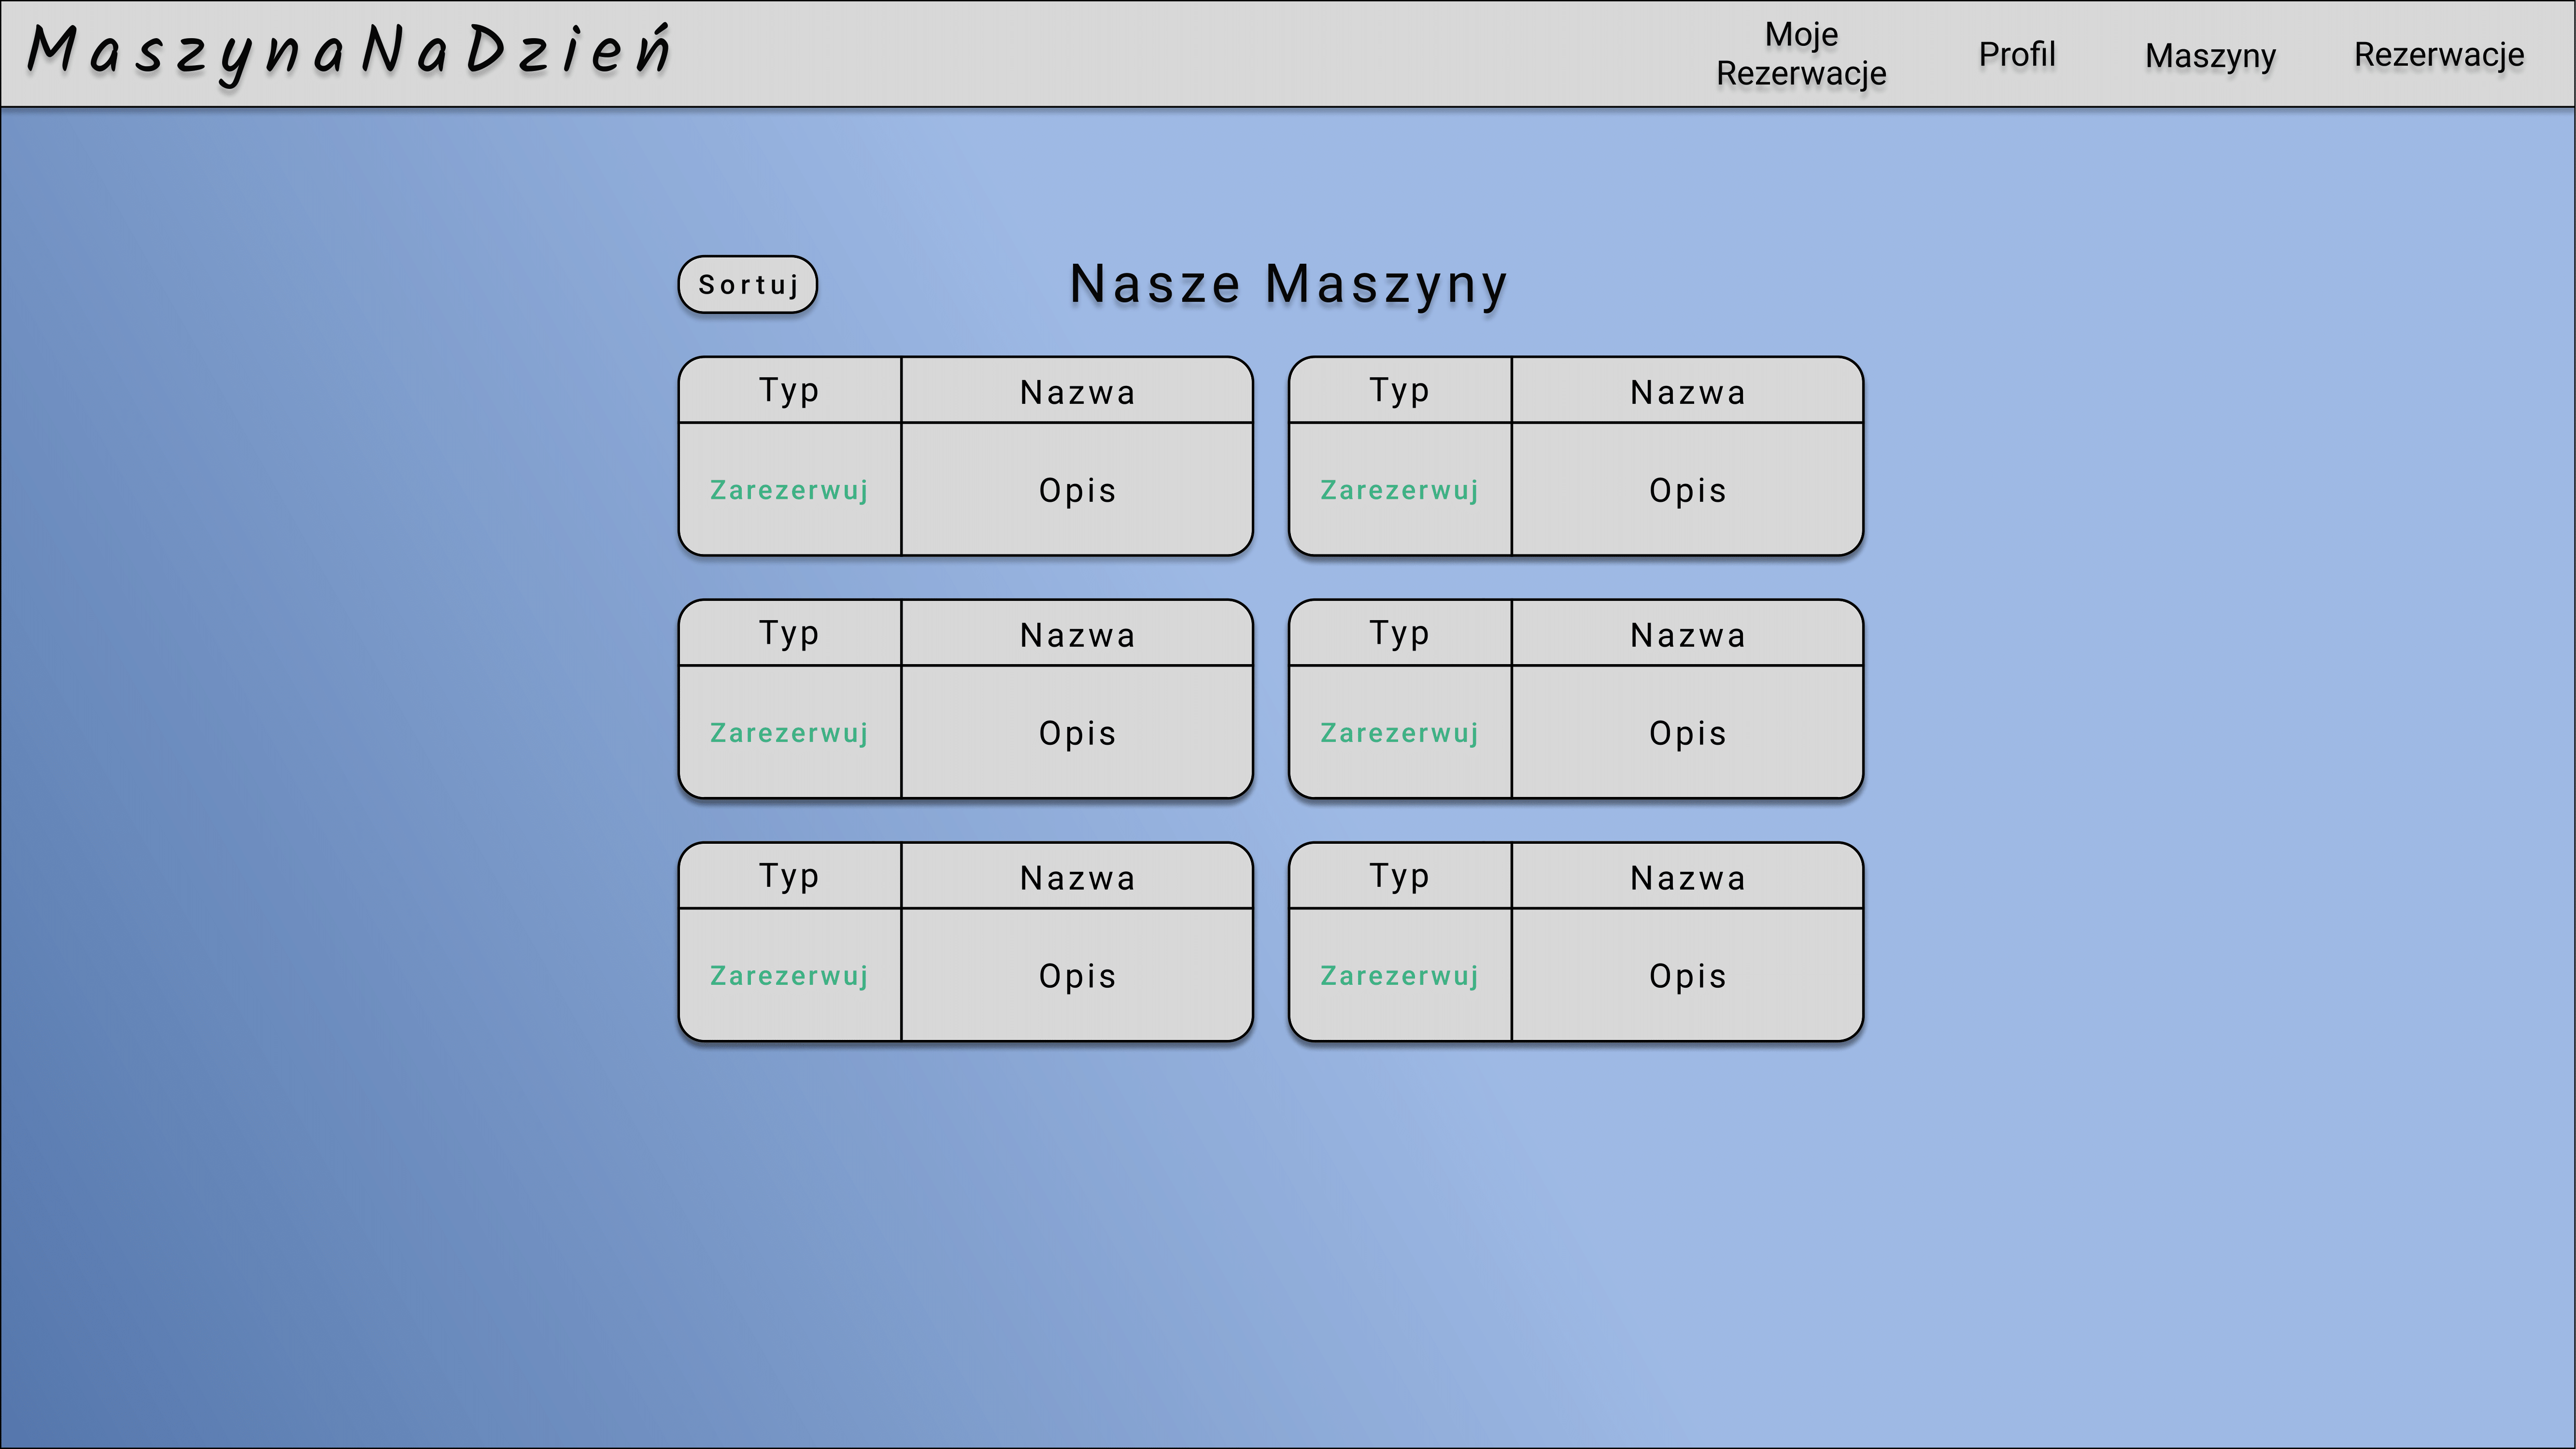 MaszynaNaDzień
Moje
Rezerwacje
Profil
Maszyny
Rezerwacje
Sortuj
Nasze Maszyny
Typ
Nazwa
Zarezerwuj
Opis
Typ
Nazwa
Zarezerwuj
Opis
Typ
Nazwa
Zarezerwuj
Opis
Typ
Nazwa
Zarezerwuj
Opis
Typ
Nazwa
Zarezerwuj
Opis
Typ
Nazwa
Zarezerwuj
Opis